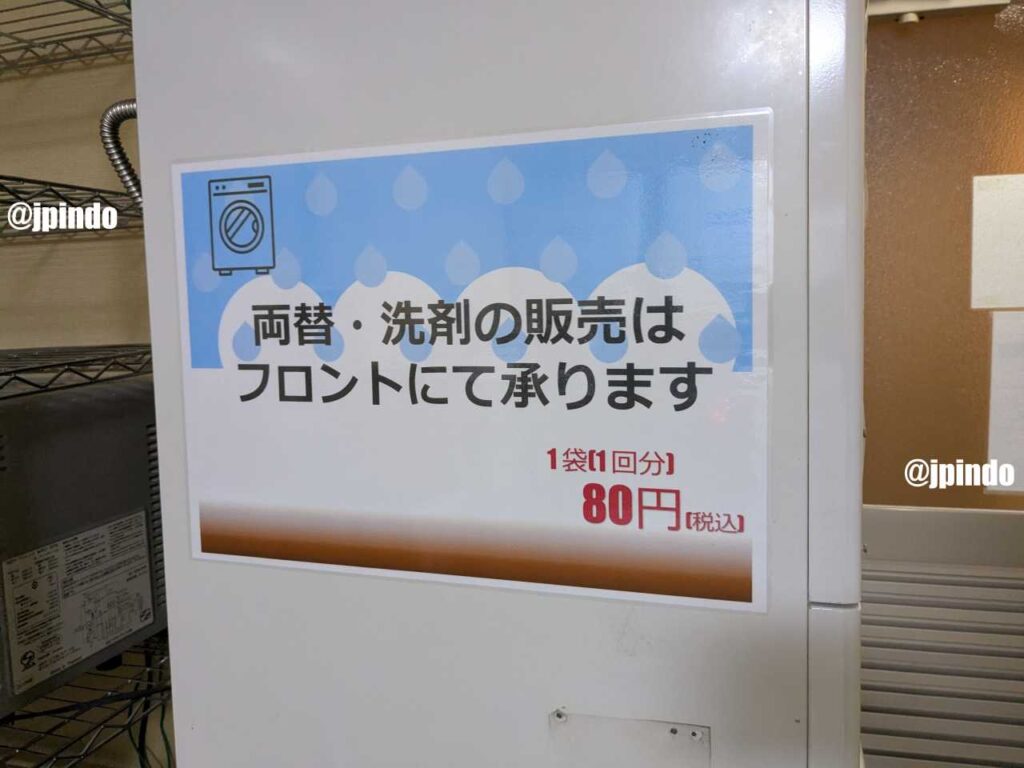 @jpindo
両替・洗剤の販売は
フロントにて承ります
1袋(1回分)
80円(税込)
@jpindo